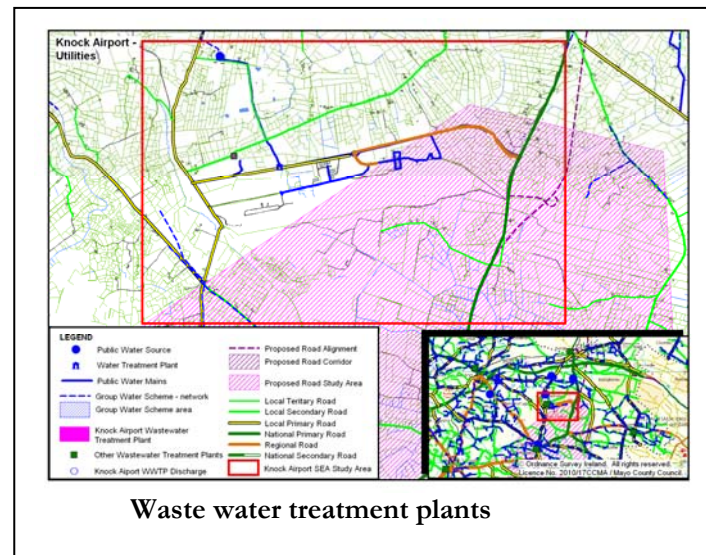 Knock Airport -
Utilities
LEGEND
Public Water Source
Water Treatment Plant
Public Water Mains
Group Water Scheme - network
Group Water Scheme area
Knock Airport Wastewater
Treatment Plant
Other Wastewater Treatment Plants
Knock Airport WWTP Discharge
Proposed Road Alignment
Proposed Road Corridor
Proposed Road Study Area
Local Teritary Road
Local Secondary Road
Local Primary Road
National Primary Road
Regional Road
National Secondary Road
Knock Airport SEA Study Area
© Ordnance Survey Ireland. All rights reserved.
Licence No. 2010/17CCMA / Mayo County Council.
Waste water treatment plants